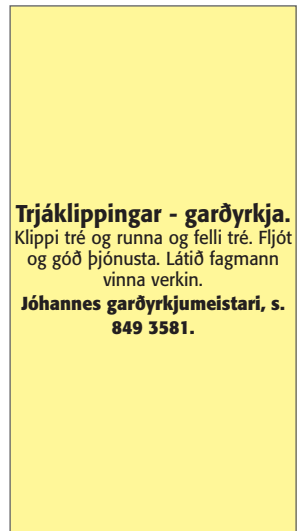 Trjáklippingar - garðyrkja.
Klippi tré og runna og felli tré. Fljót
og góð þjónusta. Látið fagmann
vinna verkin.
Jóhannes garðyrkjumeistari, s.
849 3581.